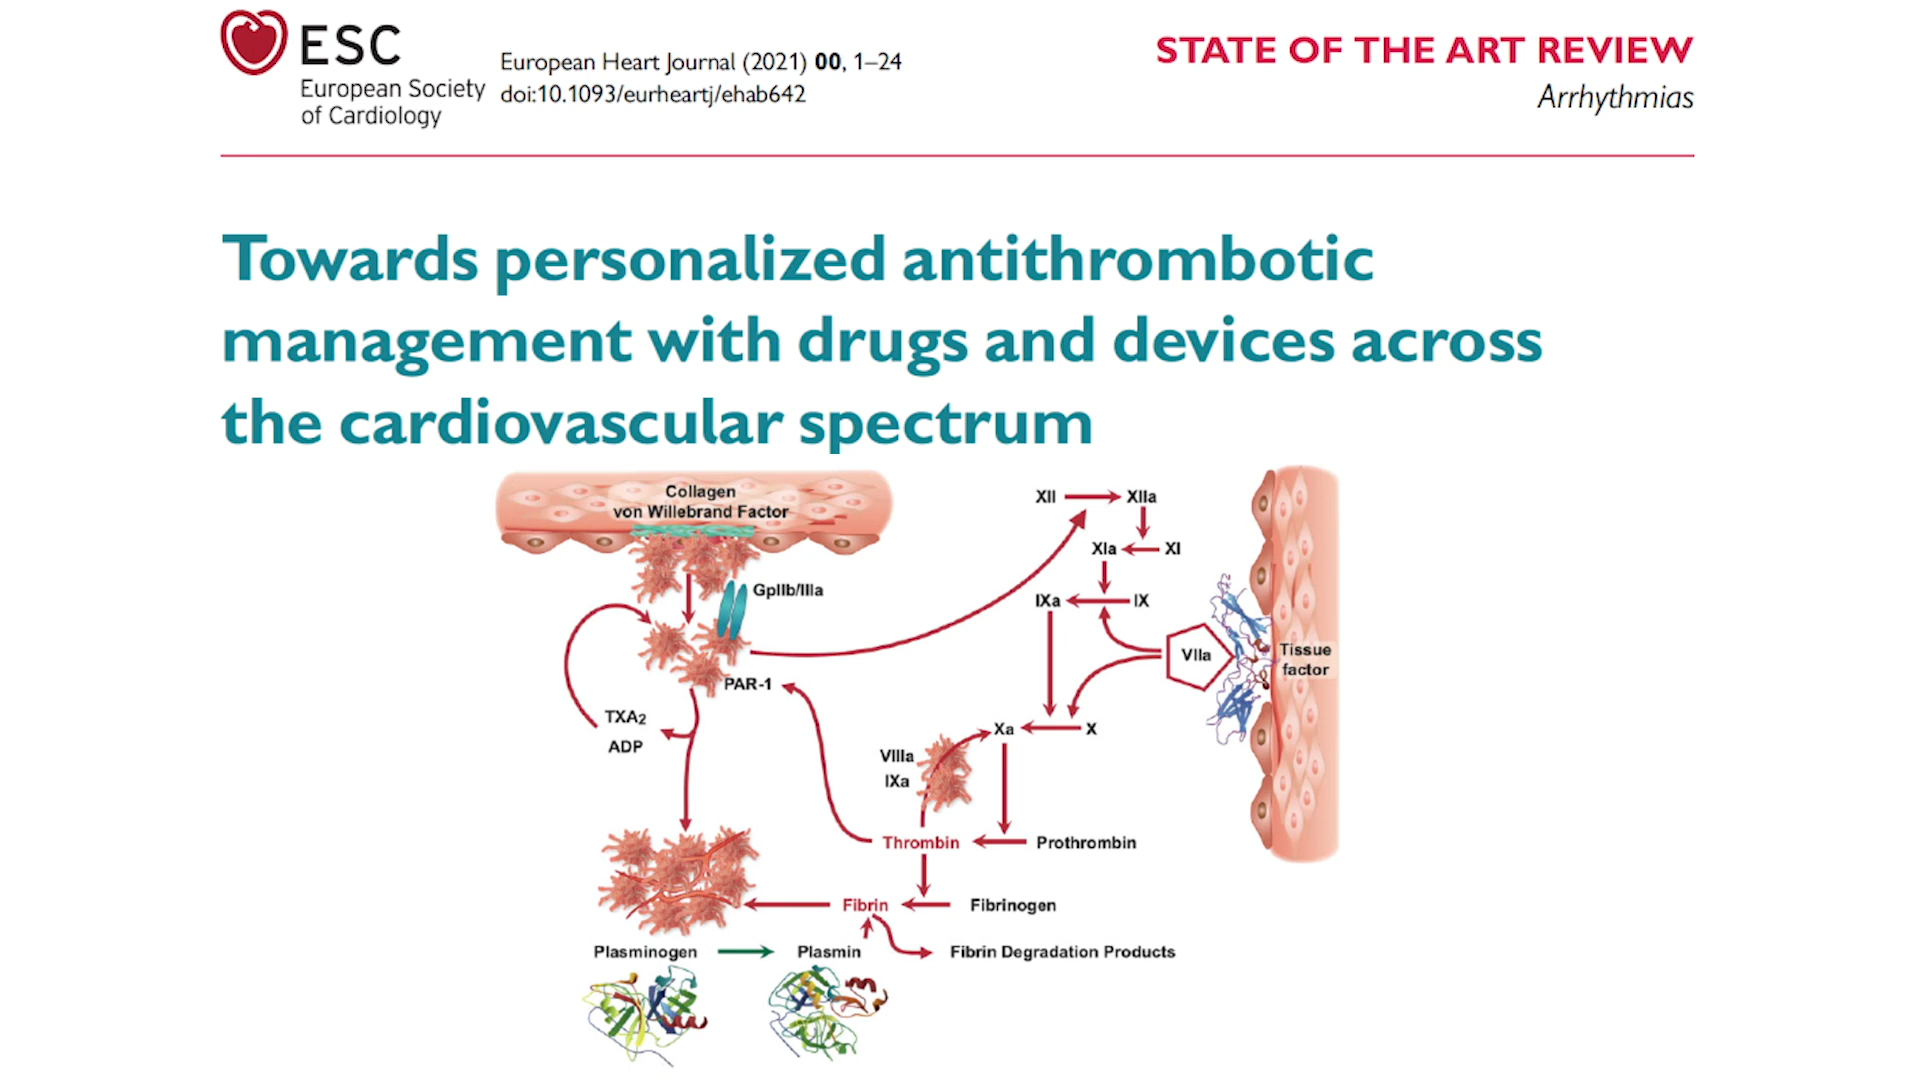 ESC
European Society
of Cardiology
European Heart Journal (2021) 00, 1–24
doi:10.1093/eurheartj/ehab642
STATE OF THE ART REVIEW
Arrhythmias
Towards personalized antithrombotic
management with drugs and devices across
the cardiovascular spectrum
Collagen
von Willebrand Factor
GpIIb/IIIa
PAR-1
TXA2
ADP
XII
XIIa
XIa
XI
IXa
IX
VIIa
Tissue
factor
Xa
X
VIIIa
IXa
Thrombin
Prothrombin
Fibrin
Fibrinogen
Plasminogen
Plasmin
Fibrin Degradation Products